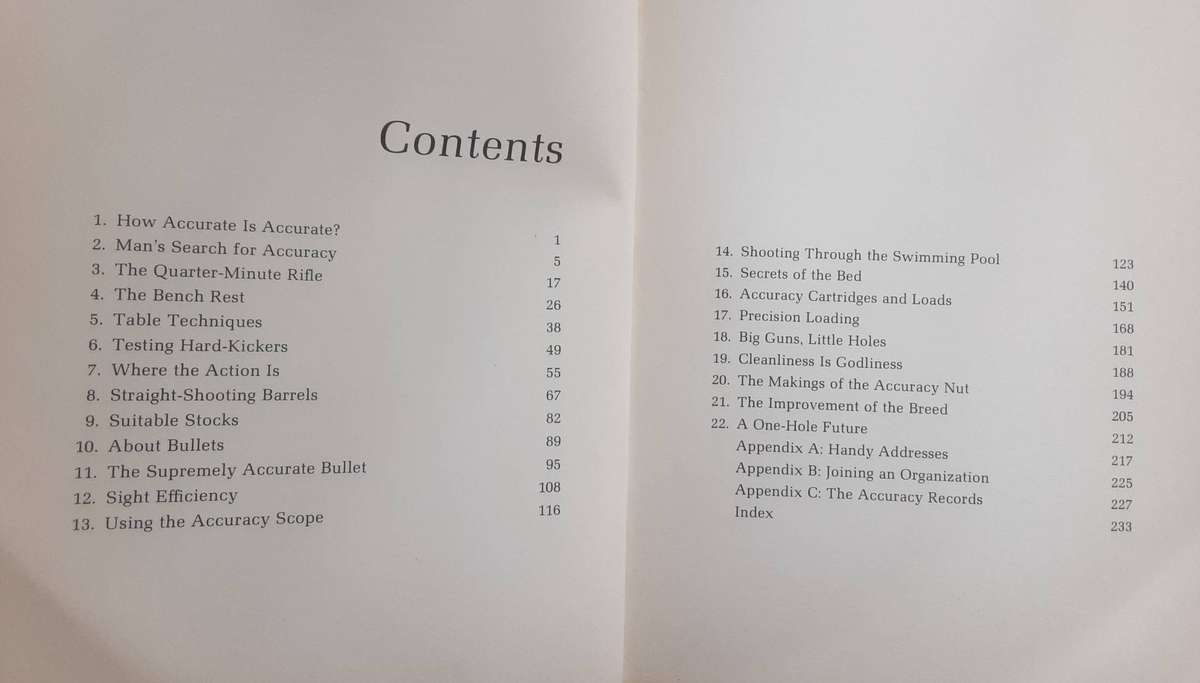 Contents
1. How Accurate Is Accurate? 1
2. Man's Search for Accuracy 5
3. The Quarter-Minute Rifle 17
4. The Bench Rest 26
5. Table Techniques 38
6. Testing Hard-Kickers 49
7. Where the Action Is 55
8. Straight-Shooting Barrels 67
9. Suitable Stocks 82
10. About Bullets 89
11. The Supremely Accurate Bullet 95
12. Sight Efficiency 108
13. Using the Accuracy Scope 116
14. Shooting Through the Swimming Pool 123
15. Secrets of the Bed 140
16. Accuracy Cartridges and Loads 151
17. Precision Loading 168
18. Big Guns, Little Holes 181
19. Cleanliness Is Godliness 188
20. The Makings of the Accuracy Nut 194
21. The Improvement of the Breed 205
22. A One-Hole Future 212
Appendix A: Handy Addresses 217
Appendix B: Joining an Organization 225
Appendix C: The Accuracy Records 227
Index 233